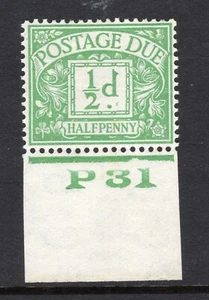 POSTAGE DUE
½d.
HALFPENNY
P 31